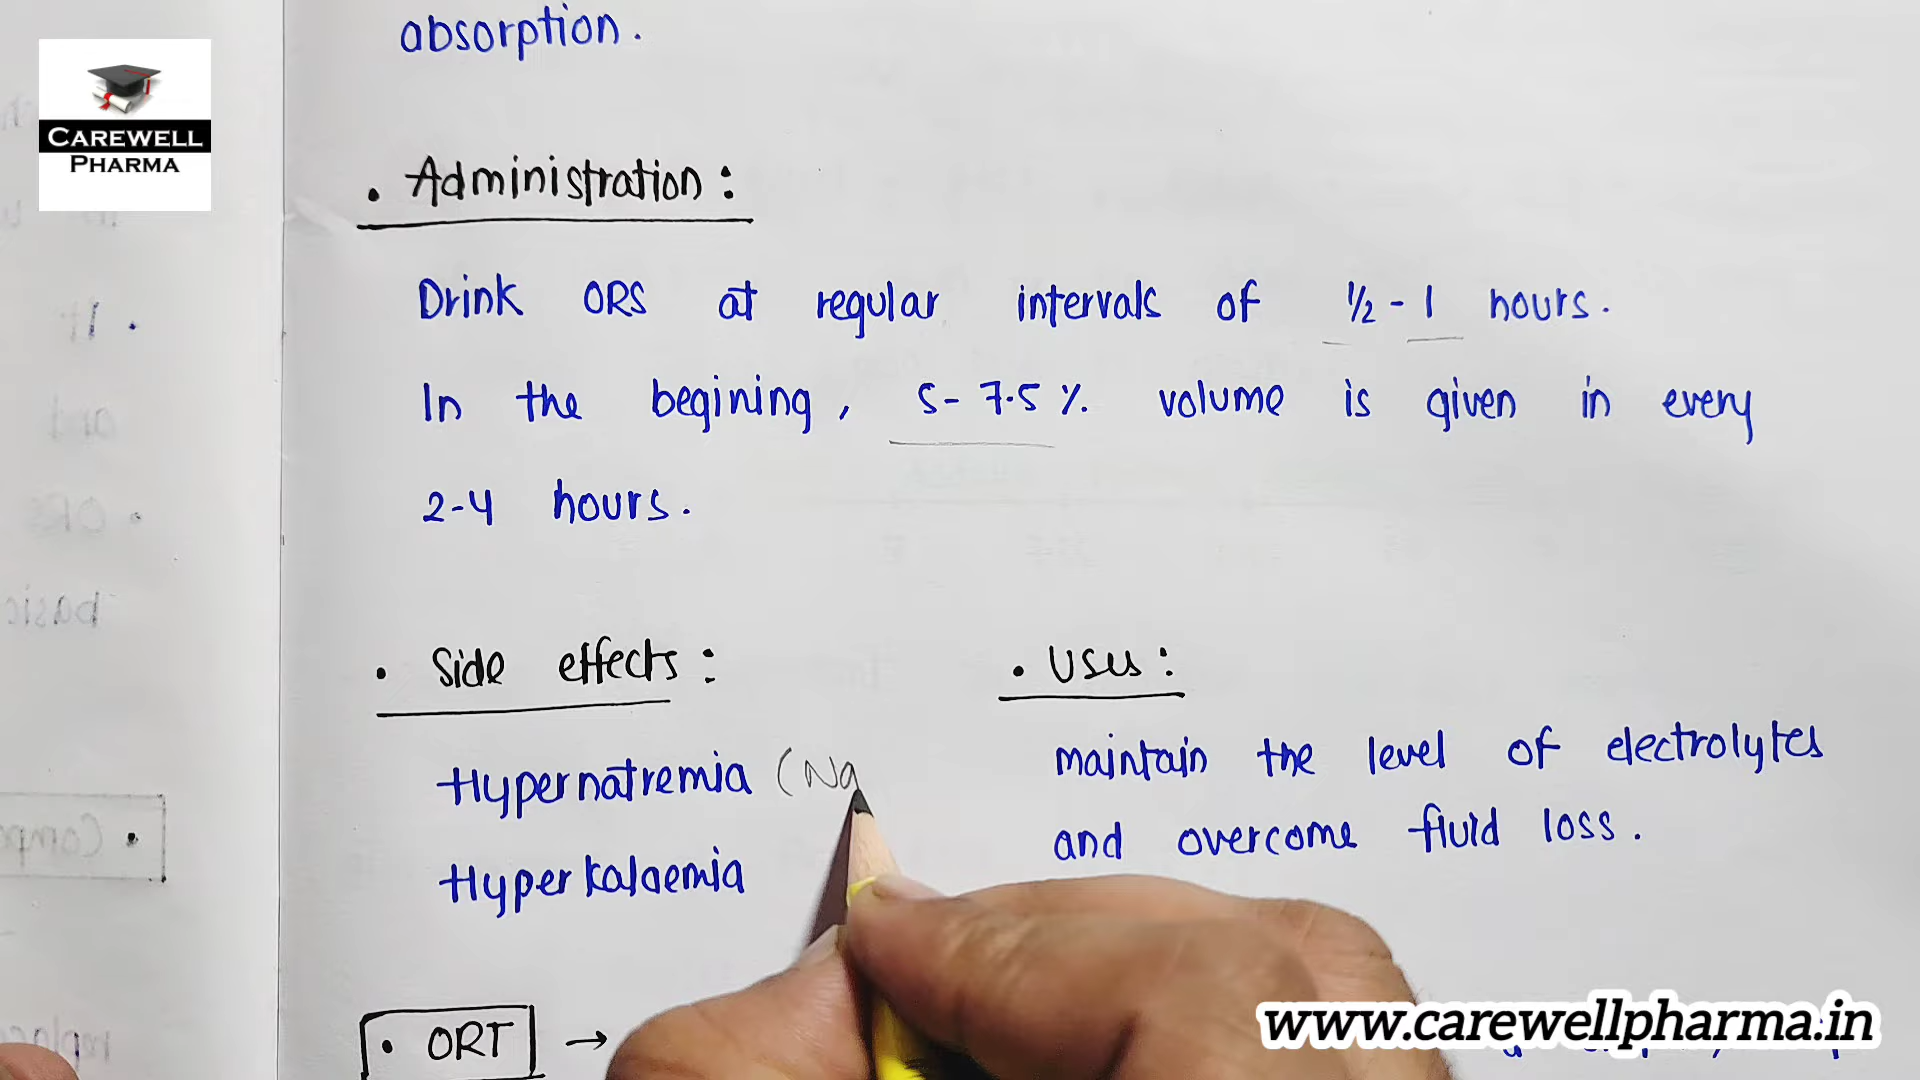 absorption.
CAREWELL
PHARMA
. Administration :
Drink ORS at regular intervals of 1/2 - 1 hours.
In the begining, 5- 7.5 % volume is given in every
2-4 hours.
• Side effects :
Hypernatremia (Na
Hyperkalaemia
• Uses :
maintain the level of electrolytes
and overcome fluid loss.
• ORT →
www.carewellpharma.in